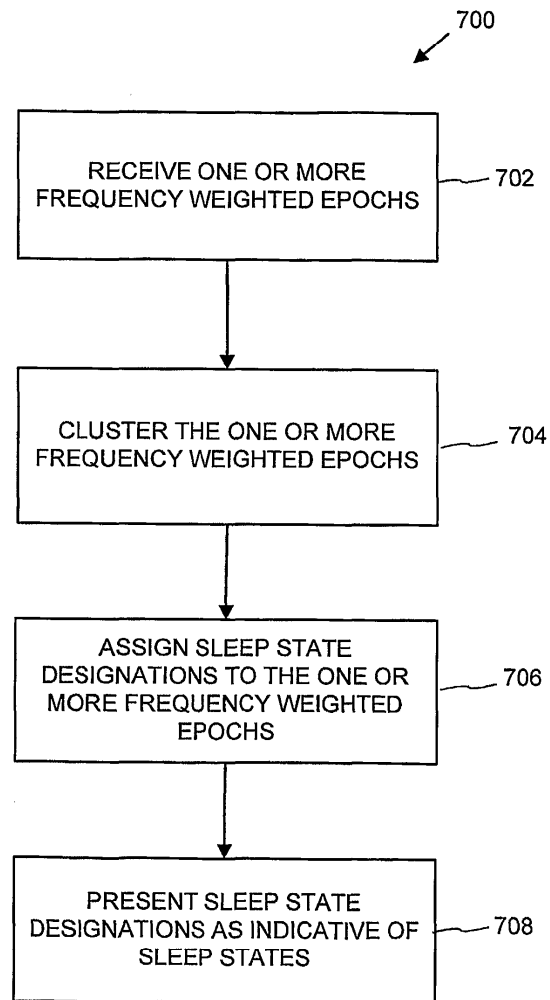 700
RECEIVE ONE OR MORE
FREQUENCY WEIGHTED EPOCHS
702
CLUSTER THE ONE OR MORE
FREQUENCY WEIGHTED EPOCHS
704
ASSIGN SLEEP STATE
DESIGNATIONS TO THE ONE OR
MORE FREQUENCY WEIGHTED
EPOCHS
706
PRESENT SLEEP STATE
DESIGNATIONS AS INDICATIVE OF
SLEEP STATES
708